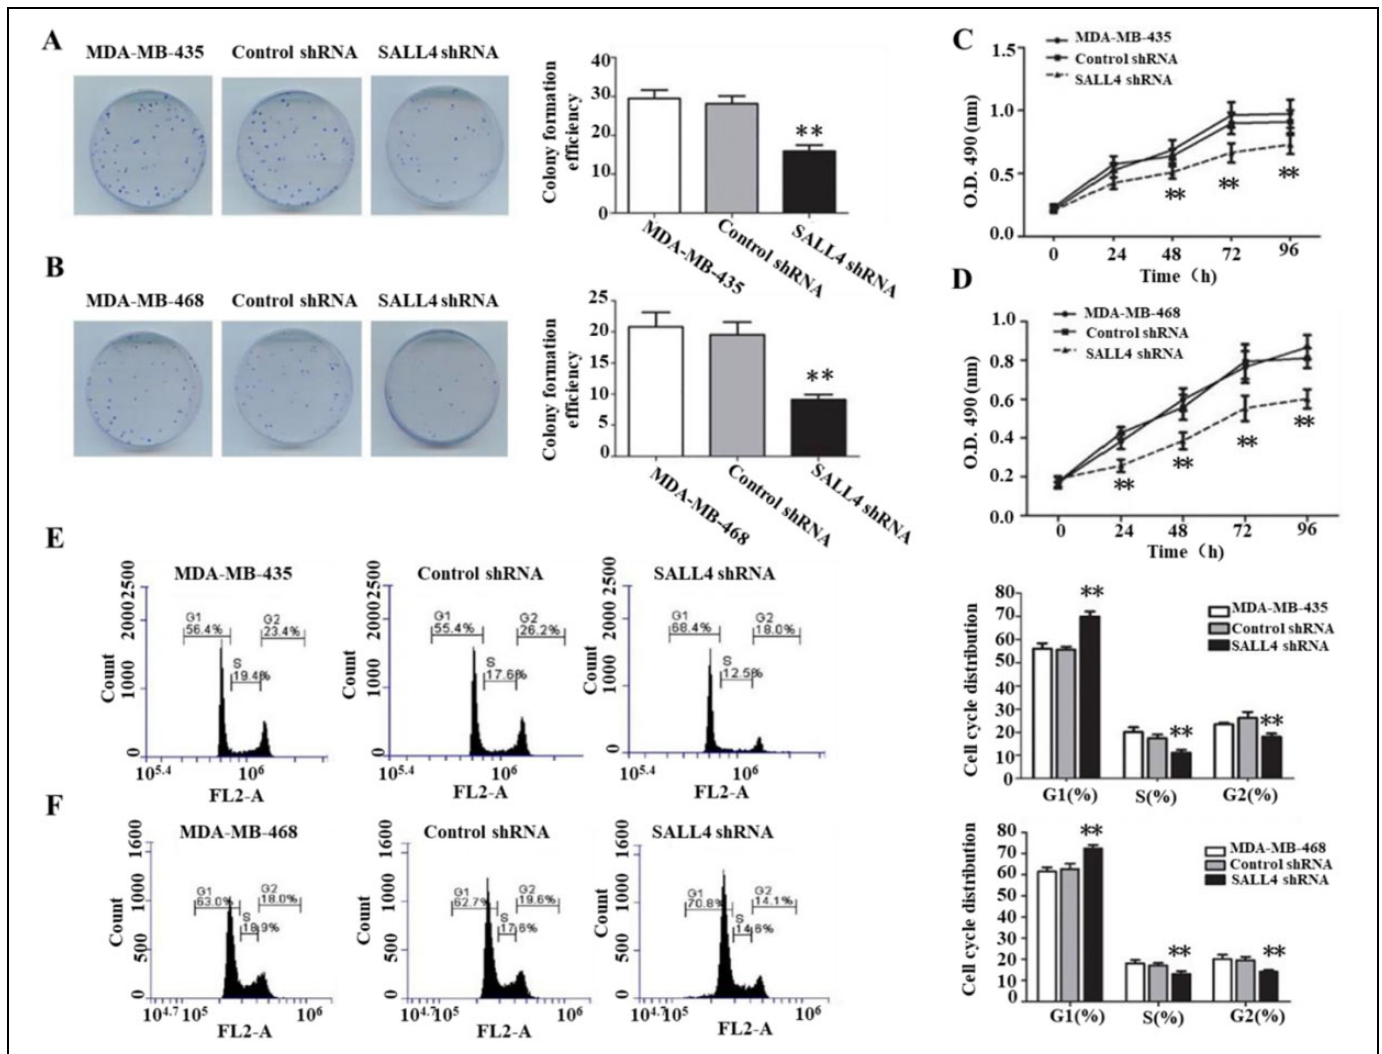 A
MDA-MB-435 Control shRNA SALL4 shRNA
Colony formation
efficiency
40
30
20
10
0
**
MDA-MB-435
Control shRNA
SALL4 shRNA
B
MDA-MB-468 Control shRNA SALL4 shRNA
Colony formation
efficiency
25
20
15
10
5
0
**
MDA-MB-468
Control shRNA
SALL4 shRNA
C
MDA-MB-435
Control shRNA
SALL4 shRNA
O.D. 490 (nm)
1.5
1.0
0.5
0.0
** ** **
0 24 48 72 96
Time (h)
D
MDA-MB-468
Control shRNA
SALL4 shRNA
O.D. 490 (nm)
1.0
0.8
0.6
0.4
0.2
0.0
** ** ** **
0 24 48 72 96
Time (h)
E
MDA-MB-435
Count
2500
2000
1000
0
G1
56.4%
S
19.4%
G2
23.4%
10^5.4 10^6
FL2-A
Control shRNA
Count
2500
2000
1000
0
G1
55.4%
S
17.6%
G2
26.2%
10^5.4 10^6
FL2-A
SALL4 shRNA
Count
2500
2000
1000
0
G1
68.4%
S
12.5%
G2
18.0%
10^5.4 10^6
FL2-A
Cell cycle distribution
80
70
60
50
40
30
20
10
0
** ** **
MDA-MB-435
Control shRNA
SALL4 shRNA
G1(%) S(%) G2(%)
F
MDA-MB-468
Count
1600
1000
500
0
G1
63.0%
S
18.9%
G2
18.0%
10^4.7 10^5 10^6
FL2-A
Control shRNA
Count
1600
1000
500
0
G1
62.7%
S
17.6%
G2
19.6%
10^4.7 10^5 10^6
FL2-A
SALL4 shRNA
Count
1600
1000
500
0
G1
70.8%
S
G2
14.1%
10^4.7 10^5 10^6
FL2-A
Cell cycle distribution
80
70
60
50
40
30
20
10
0
** ** **
MDA-MB-468
Control shRNA
SALL4 shRNA
G1(%) S(%) G2(%)